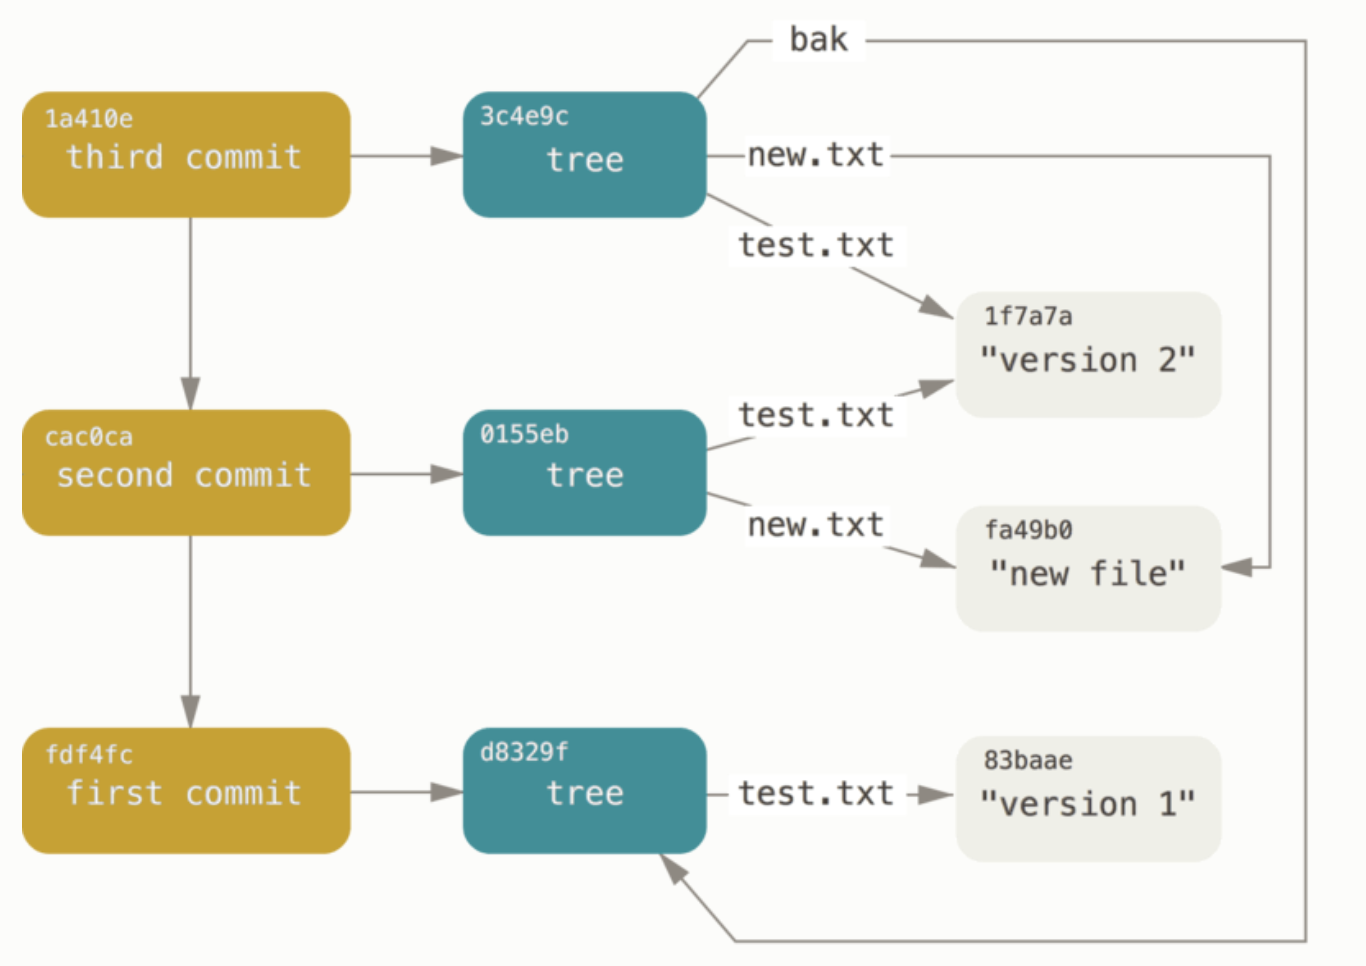 bak
1a410e
third commit
3c4e9c
tree
new.txt
test.txt
1f7a7a
"version 2"
cac0ca
second commit
0155eb
tree
test.txt
new.txt
fa49b0
"new file"
fdf4fc
first commit
d8329f
tree
test.txt
83baae
"version 1"